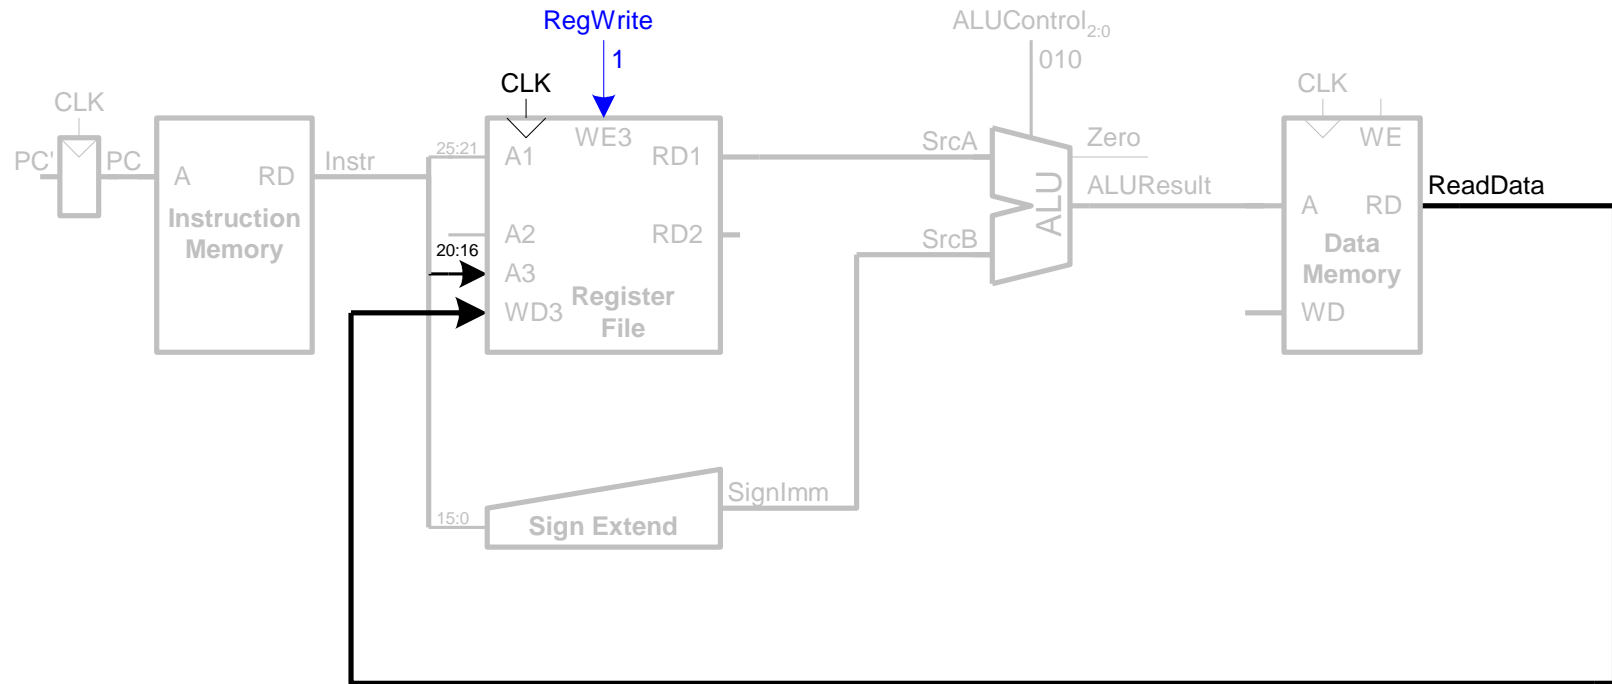 RegWrite
1
ALUControl2:0
010
CLK
CLK
CLK
PC'
PC
A
RD
Instruction
Memory
Instr
25:21
A1
WE3
RD1
A2
RD2
20:16
A3
WD3
Register
File
SrcA
SrcB
ALU
Zero
ALUResult
WE
A
RD
Data
Memory
WD
ReadData
15:0
Sign Extend
SignImm